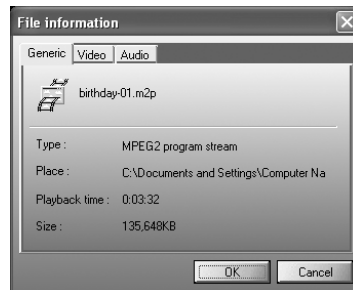 File information
Generic Video Audio
birthday-01.m2p
Type : MPEG2 program stream
Place : C:\Documents and Settings\Computer Na
Playback time : 0:03:32
Size : 135,648KB
OK Cancel